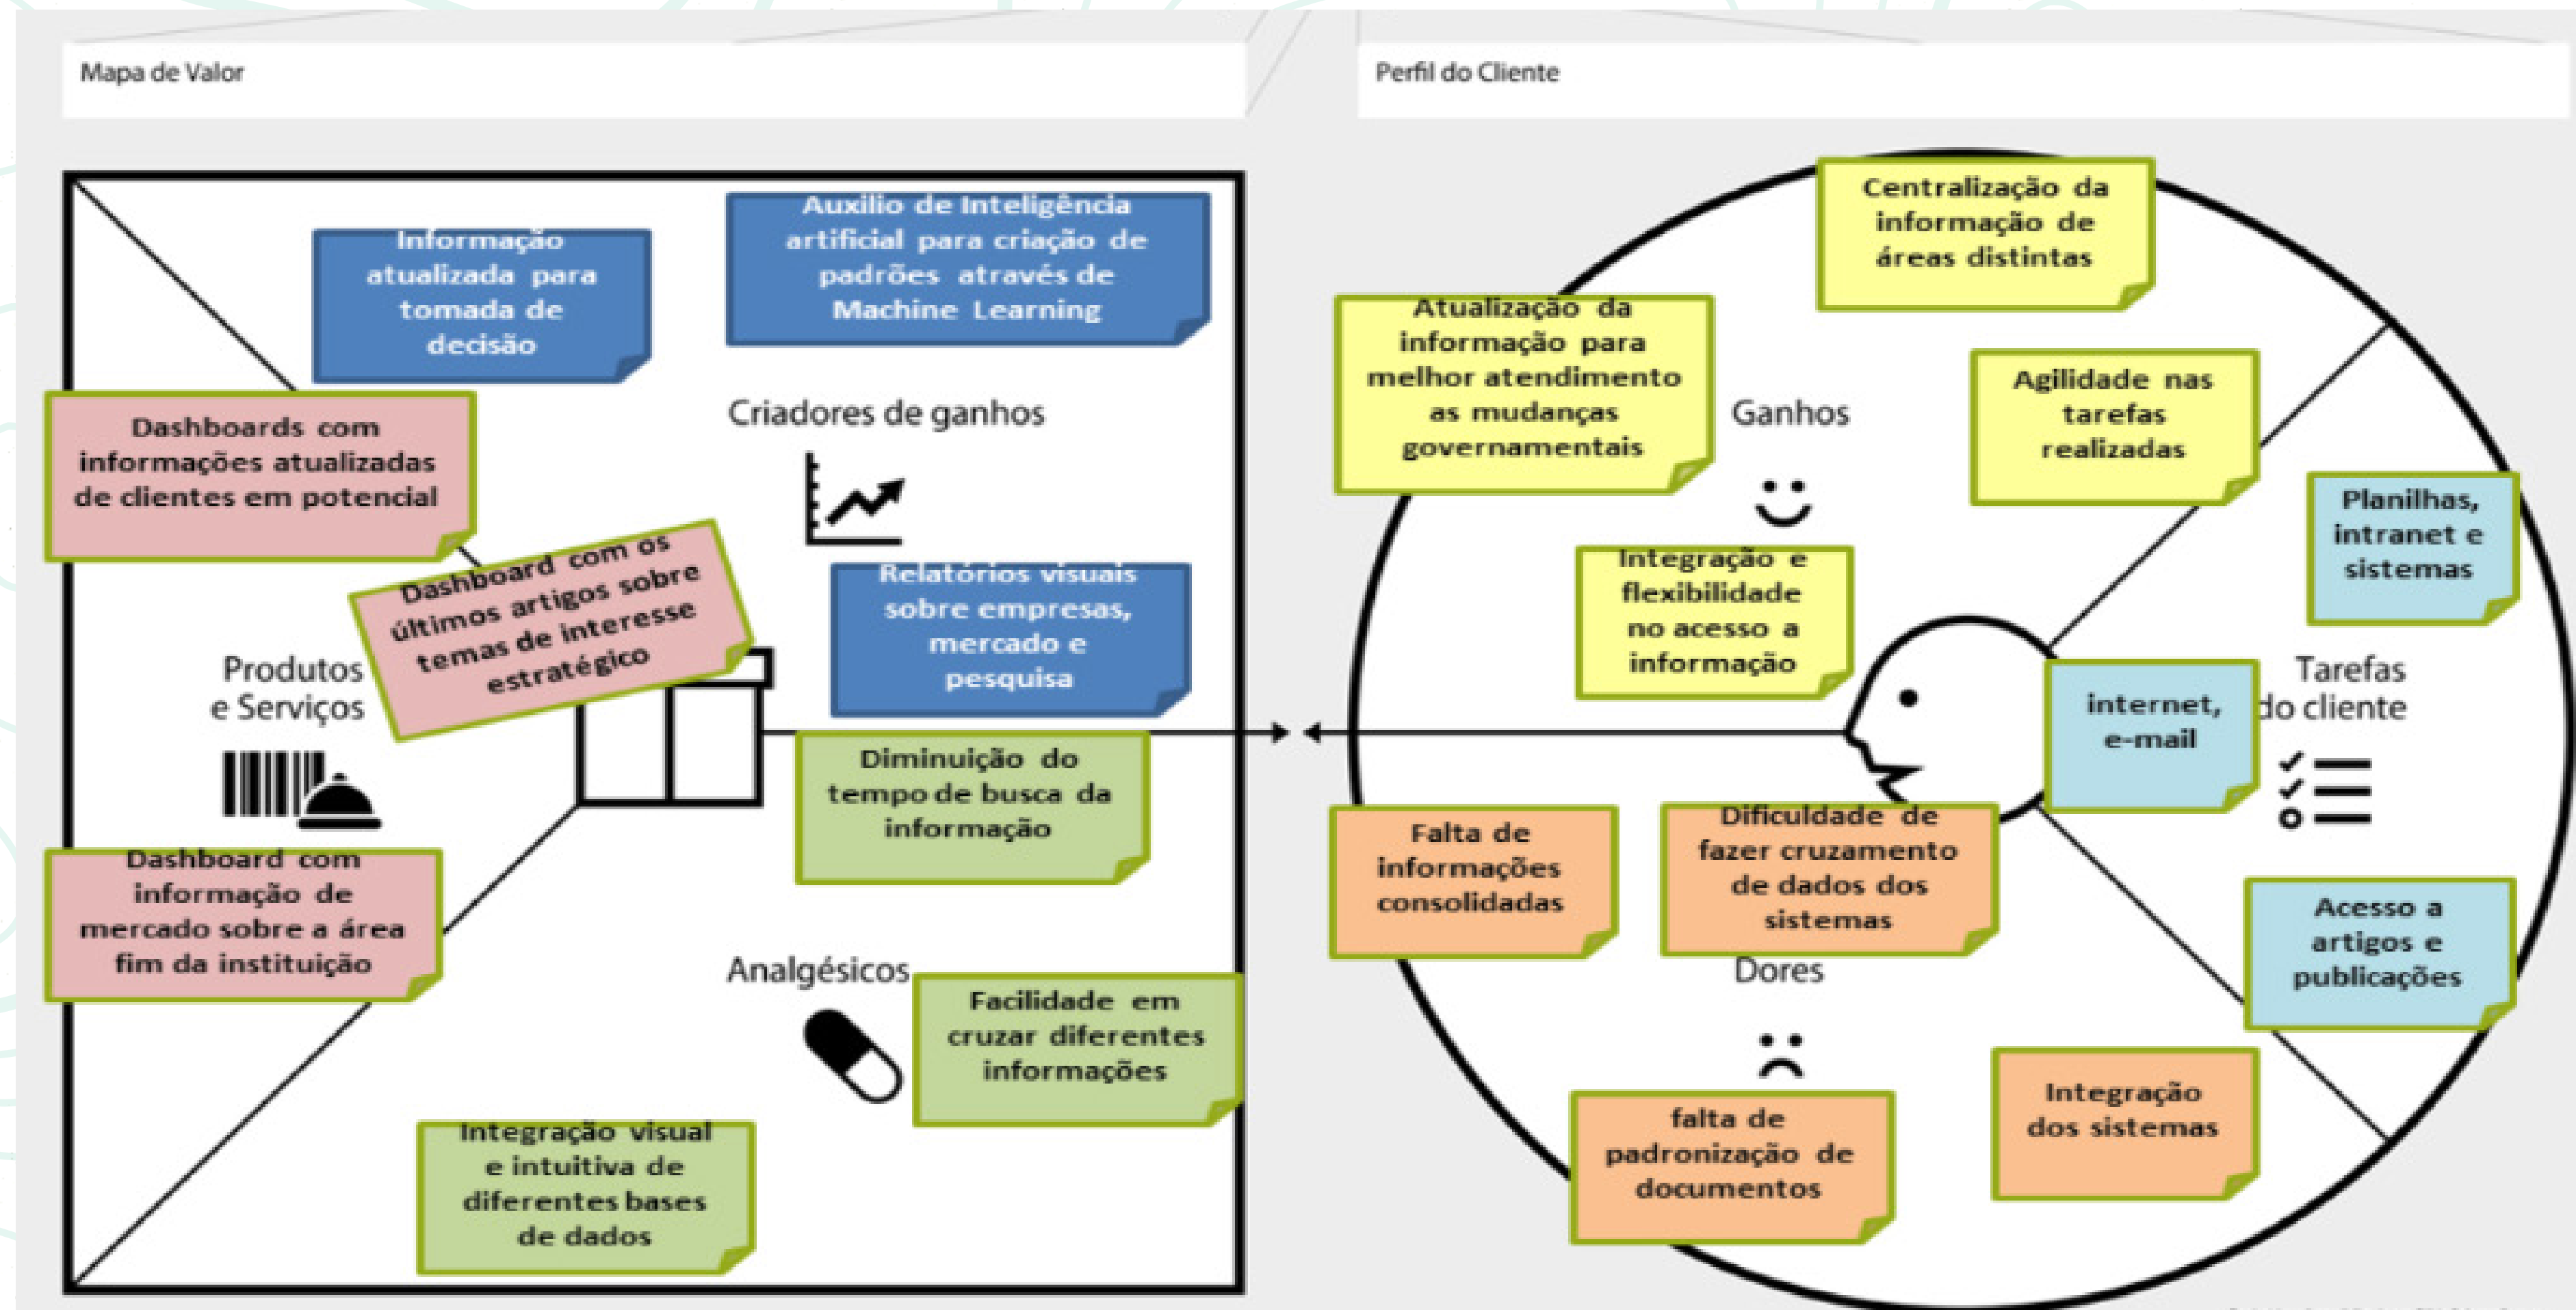 Mapa de Valor
Informação
atualizada para
tomada de
decisão
Auxilio de Inteligência
artificial para criação de
padrões através de
Machine Learning
Dashboards com
informações atualizadas
de clientes em potencial
Criadores de ganhos
Dashboard com os
últimos artigos sobre
temas de interesse
estratégico
Relatórios visuais
sobre empresas,
mercado e
pesquisa
Produtos
e Serviços
Diminuição do
tempo de busca da
informação
Dashboard com
informação de
mercado sobre a área
fim da instituição
Analgésicos
Facilidade em
cruzar diferentes
informações
Integração visual
e intuitiva de
diferentes bases
de dados
Perfil do Cliente
Centralização da
informação de
áreas distintas
Atualização da
informação para
melhor atendimento
as mudanças
governamentais
Ganhos
Agilidade nas
tarefas
realizadas
Planilhas,
intranet e
sistemas
Integração e
flexibilidade
no acesso a
informação
internet,
e-mail
Tarefas
do cliente
Falta de
informações
consolidadas
Dificuldade de
fazer cruzamento
de dados dos
sistemas
Dores
Acesso a
artigos e
publicações
falta de
padronização de
documentos
Integração
dos sistemas